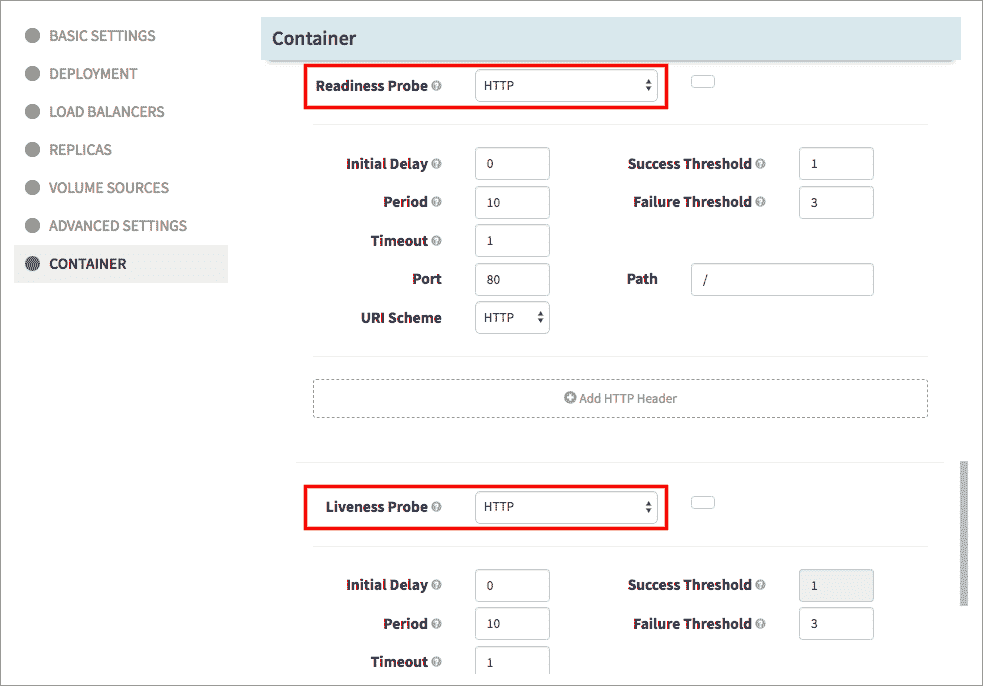 BASIC SETTINGS
DEPLOYMENT
LOAD BALANCERS
REPLICAS
VOLUME SOURCES
ADVANCED SETTINGS
CONTAINER
Container
Readiness Probe ? HTTP
Initial Delay ? 0 Success Threshold ? 1
Period ? 10 Failure Threshold ? 3
Timeout ? 1
Port 80 Path /
URI Scheme HTTP
Add HTTP Header
Liveness Probe ? HTTP
Initial Delay ? 0 Success Threshold ? 1
Period ? 10 Failure Threshold ? 3
Timeout ? 1